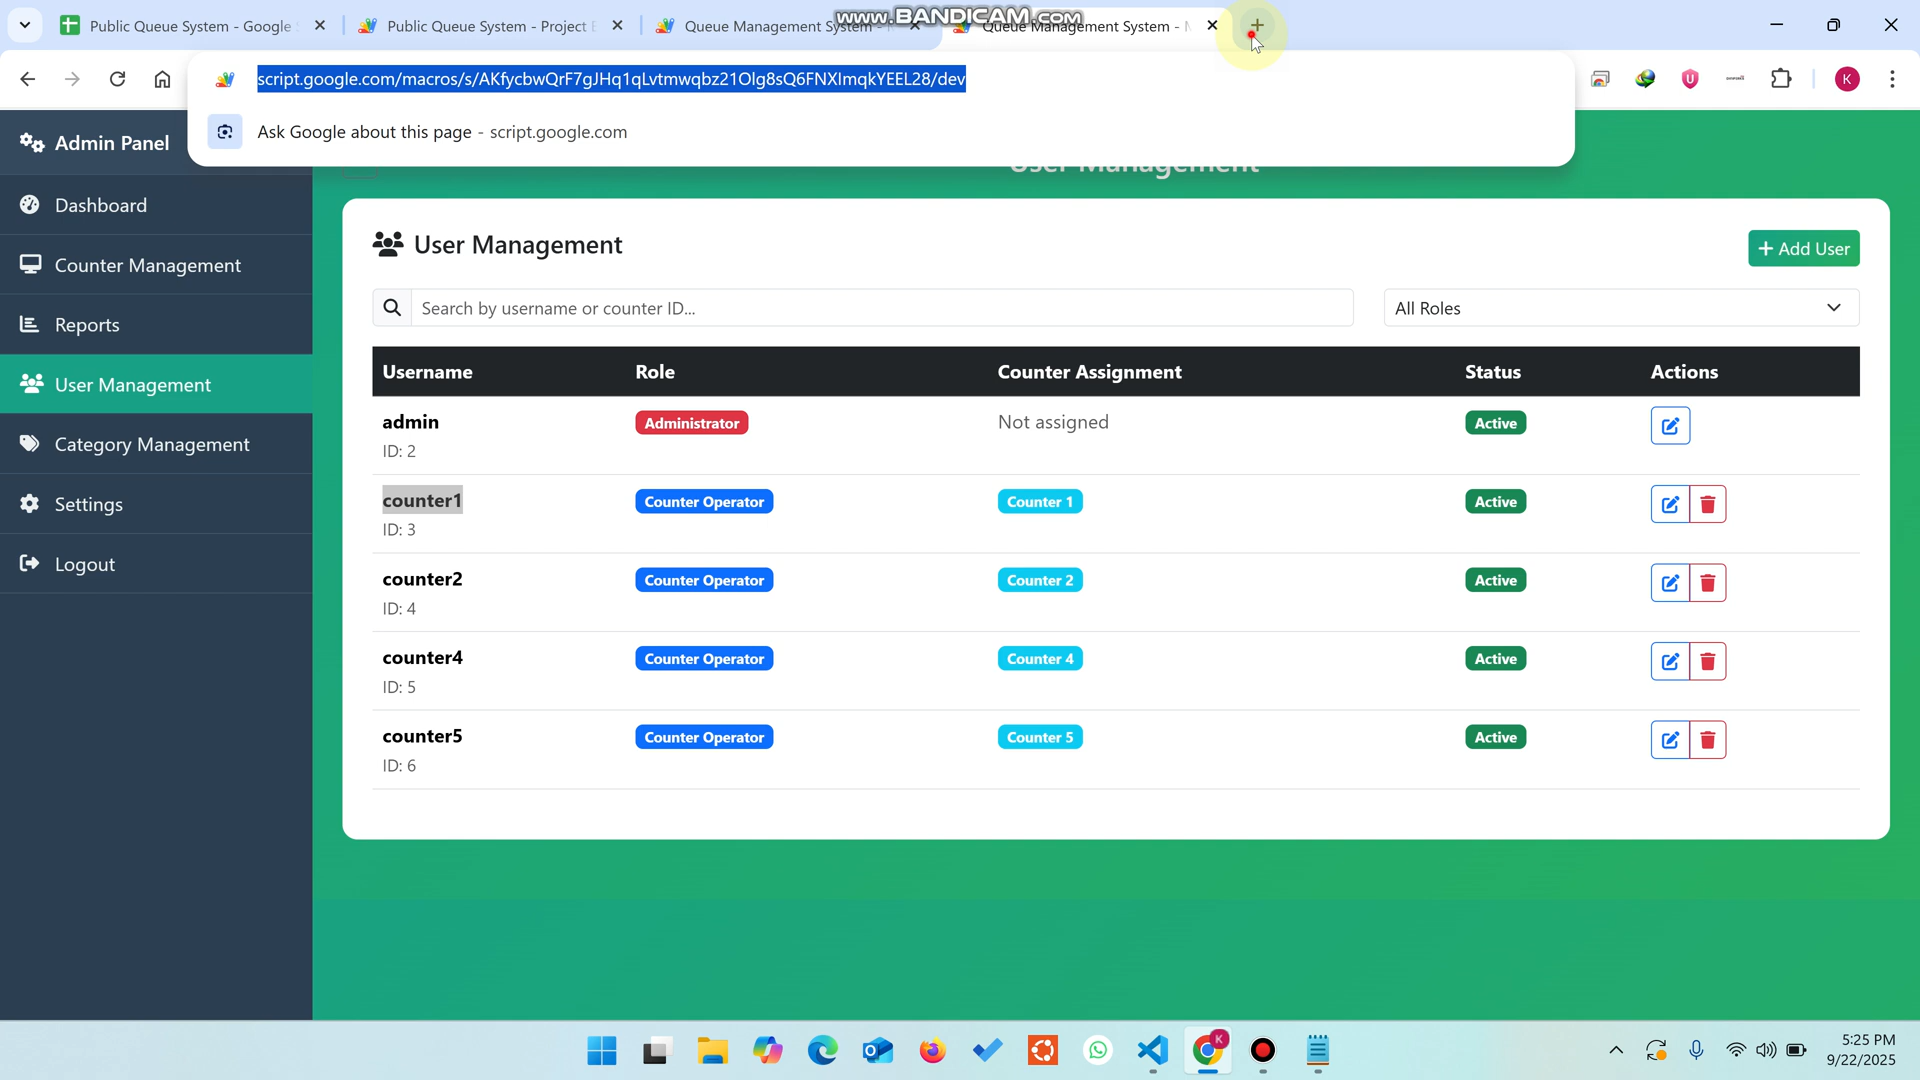 Public Queue System - Google
Public Queue System - Project E
Queue Management System -
Queue Management System -
www.BANDICAM.com
script.google.com/macros/s/AKfycbwQrF7gJHq1qLvtmwqbz21Olg8sQ6FNXImqkYEEL28/dev
K
Ask Google about this page - script.google.com
Admin Panel
Dashboard
Counter Management
Reports
User Management
Category Management
Settings
Logout
User Management
User Management
+ Add User
Search by username or counter ID...
All Roles
Username Role Counter Assignment Status Actions
admin Administrator Not assigned Active
ID: 2
counter1 Counter Operator Counter 1 Active
ID: 3
counter2 Counter Operator Counter 2 Active
ID: 4
counter4 Counter Operator Counter 4 Active
ID: 5
counter5 Counter Operator Counter 5 Active
ID: 6
K
5:25 PM
9/22/2025